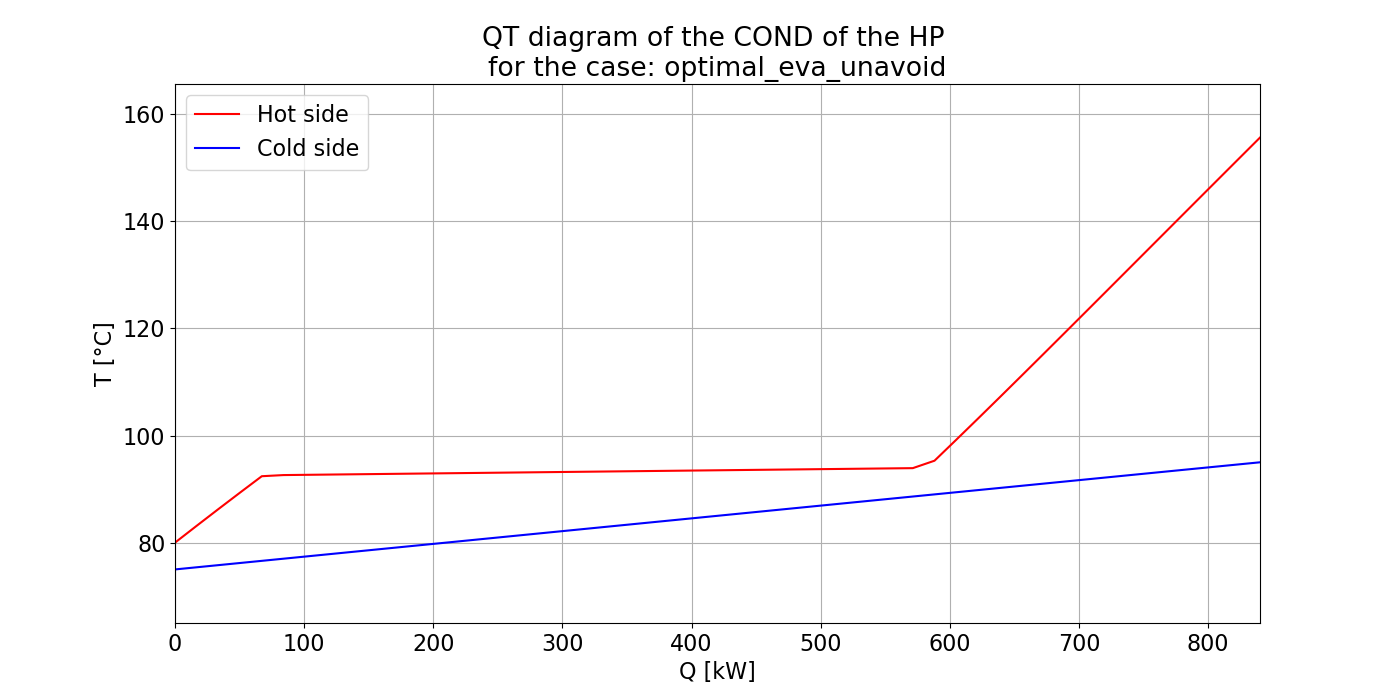 QT diagram of the COND of the HP
for the case: optimal_eva_unavoid
Hot side
Cold side
160
140
120
100
80
T [°C]
0 100 200 300 400 500 600 700 800
Q [kW]